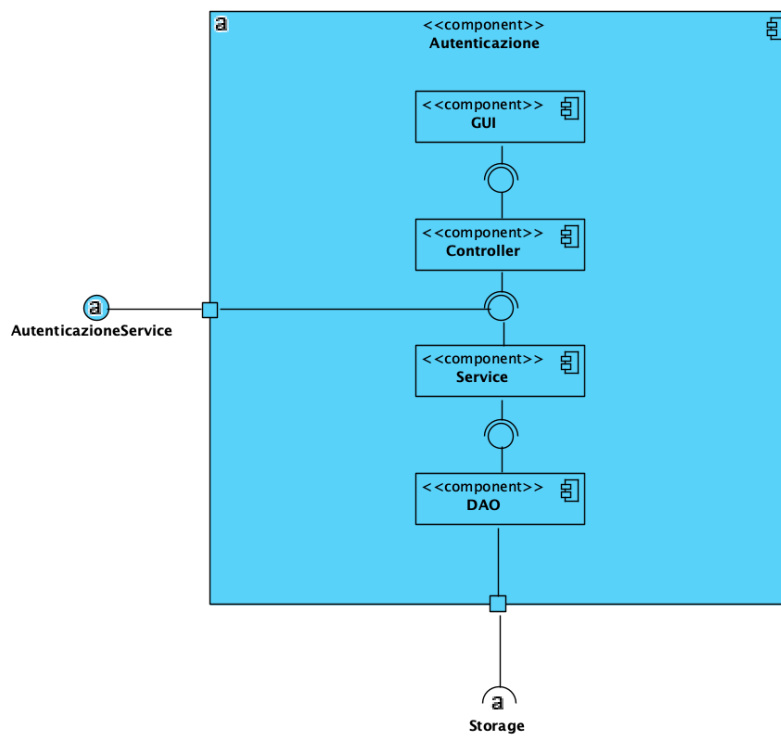 a
<<component>>
Autenticazione
<<component>>
GUI
<<component>>
Controller
a
AutenticazioneService
<<component>>
Service
<<component>>
DAO
a
Storage